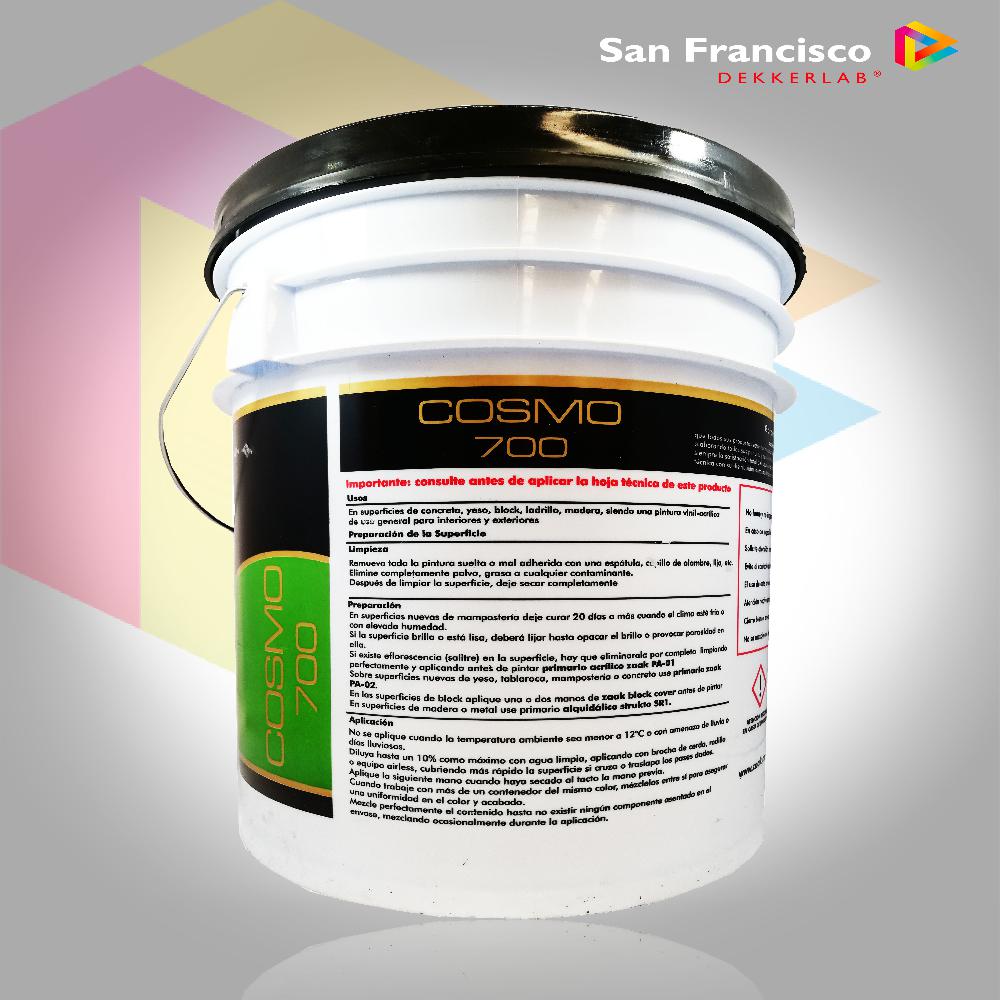 San Francisco
DEKKERLAB®
COSMO
700
Importante: consulte antes de aplicar la hoja técnica de este producto
Usos
En superficies de concreto, yeso, block, ladrillo, madera, siendo una pintura vinil-acrílica
de uso general para interiores y exteriores
Preparación de la Superficie
Limpieza
Remueva toda la pintura suelta o mal adherida con una espátula, cepillo de alambre, lija, etc.
Elimine completamente polvo, grasa o cualquier contaminante.
Después de limpiar la superficie, deje secar completamente
Preparación
En superficies nuevas de mampostería deje curar 20 días o más cuando el clima esté frío o
con elevada humedad.
Si la superficie brilla o está lisa, deberá lijar hasta opacar el brillo o provocar porosidad en
ella.
Si existe eflorescencia (salitre) en la superficie, hay que eliminarala por completo limpiando
perfectamente y aplicando antes de pintar primario acrílico zaak PA-01
Sobre superficies nuevas de yeso, tablaroca, mampostería o concreto use primario zaak
PA-02.
En las superficies de block aplique una o dos manos de zaak block cover antes de pintar
En superficies de madera o metal use primario alquidálico strukto SR1.
Aplicación
No se aplique cuando la temperatura ambiente sea menor a 12°C o con amenaza de lluvia o
días lluviosos.
Diluya hasta un 10% como máximo con agua limpia, aplicando con brocha de cerda, rodillo
o equipo airless, cubriendo más rápido la superficie si cruza o traslapa los pases dados.
Aplique la siguiente mano cuando haya secado al tacto la mano previa.
Cuando trabaje con más de un contenedor del mismo color, mézclelos entre sí para asegurar
una uniformidad en el color y acabado.
Mezcle perfectamente el contenido hasta no existir ningún componente asentado en el
envase, mezclando ocasionalmente durante la aplicación.
COSMO
700